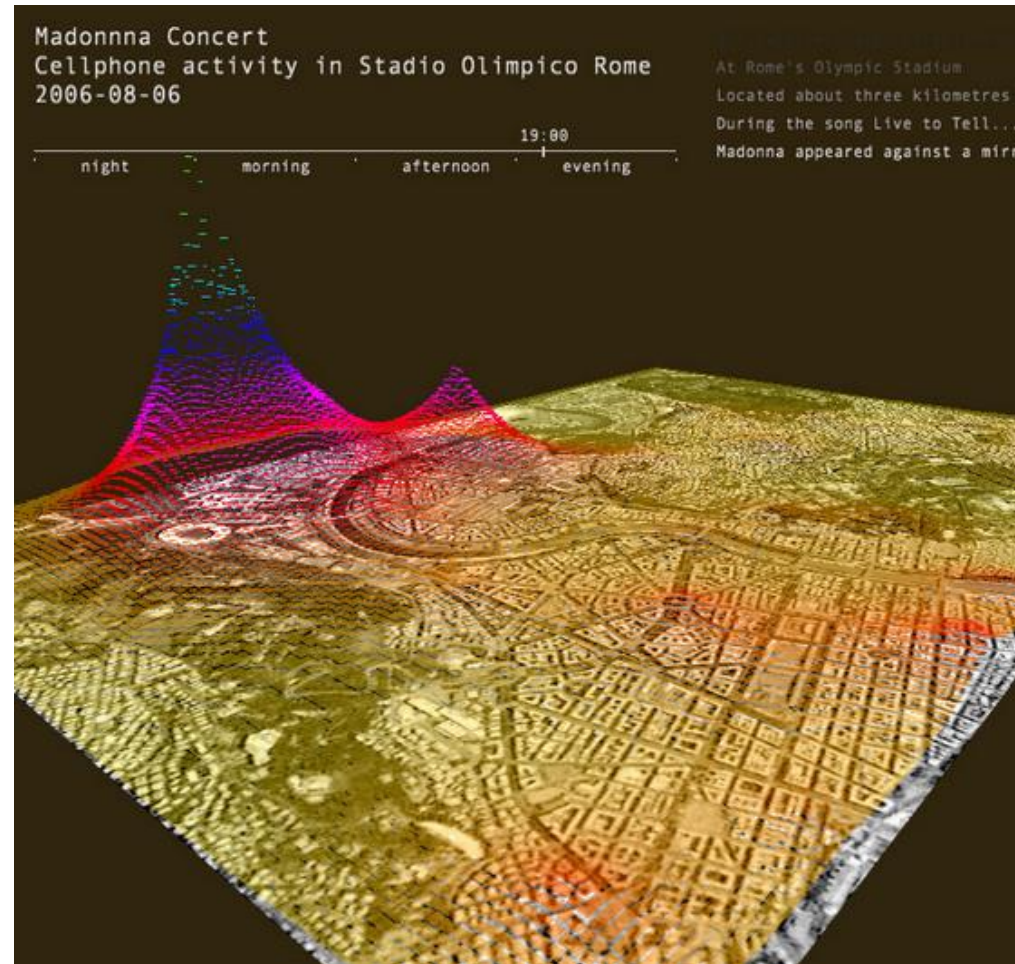 Madonnna Concert
Cellphone activity in Stadio Olimpico Rome
2006-08-06
19:00
night morning afternoon evening
At Rome's Olympic Stadium
Located about three kilometres
During the song Live to Tell...
Madonna appeared against a mirr